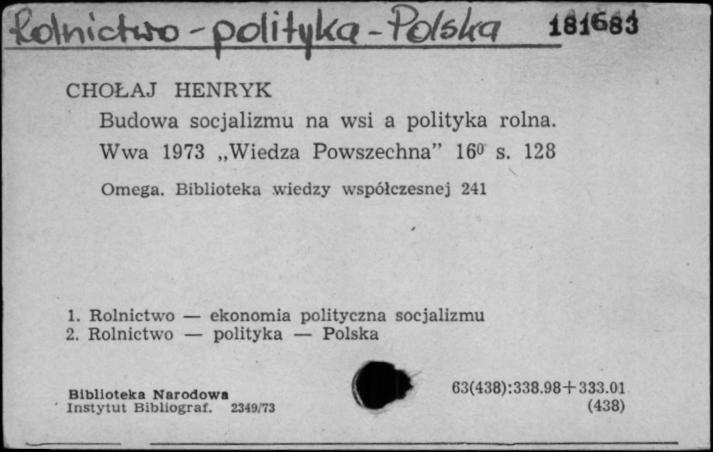 Rolnictwo - polityka - Polska 181683
CHOŁAJ HENRYK
Budowa socjalizmu na wsi a polityka rolna.
Wwa 1973 „Wiedza Powszechna” 16⁰ s. 128
Omega. Biblioteka wiedzy współczesnej 241
1. Rolnictwo — ekonomia polityczna socjalizmu
2. Rolnictwo — polityka — Polska
Biblioteka Narodowa
Instytut Bibliograf. 2349/73
63(438):338.98+333.01
(438)